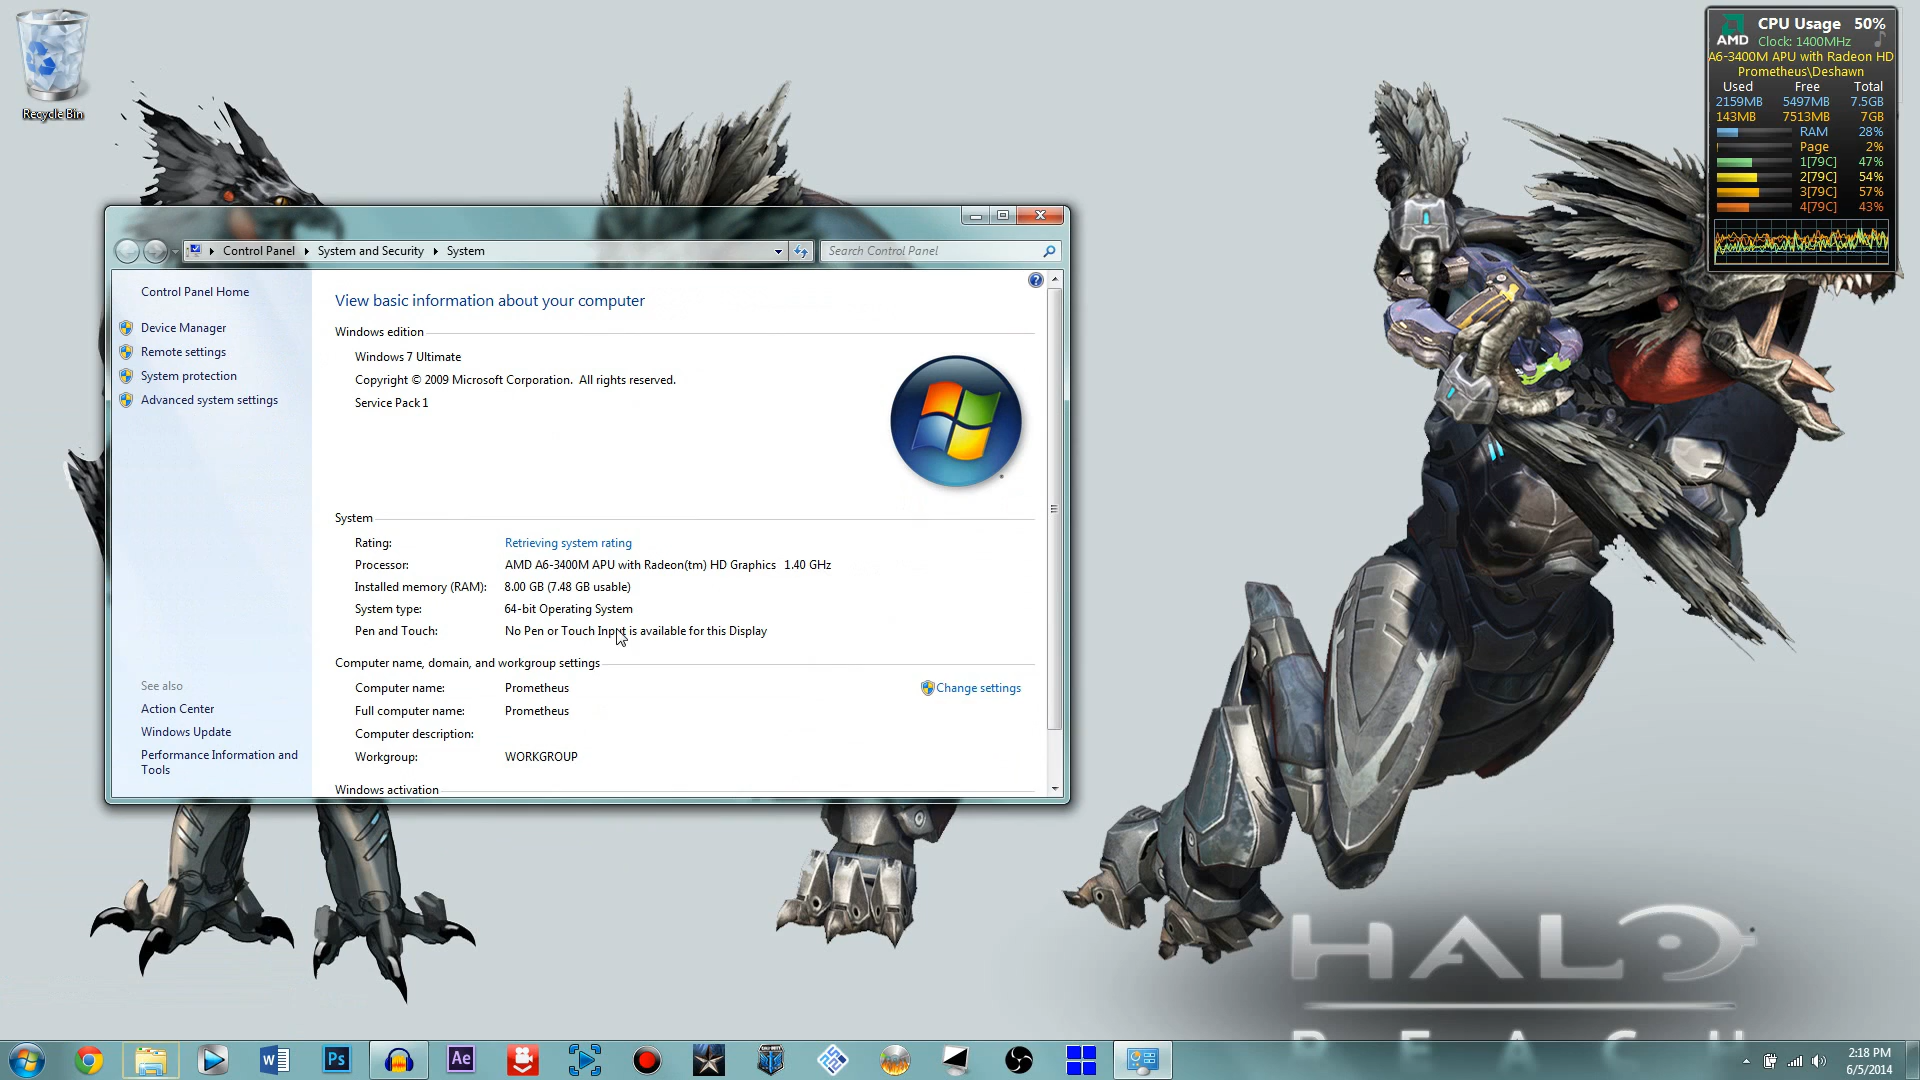 Recycle Bin
AMD
CPU Usage 50%
Clock: 1400MHz
A6-3400M APU with Radeon HD
Prometheus\Deshawn
Used Free Total
2159MB 5497MB 7.5GB
143MB 7513MB 7GB
RAM 28%
Page 2%
1[79C] 47%
2[79C] 54%
3[79C] 57%
4[79C] 43%
Control Panel System and Security System
Search Control Panel
Control Panel Home
Device Manager
Remote settings
System protection
Advanced system settings
See also
Action Center
Windows Update
Performance Information and
Tools
View basic information about your computer
Windows edition
Windows 7 Ultimate
Copyright © 2009 Microsoft Corporation. All rights reserved.
Service Pack 1
System
Rating: Retrieving system rating
Processor: AMD A6-3400M APU with Radeon(tm) HD Graphics 1.40 GHz
Installed memory (RAM): 8.00 GB (7.48 GB usable)
System type: 64-bit Operating System
Pen and Touch: No Pen or Touch Input is available for this Display
Computer name, domain, and workgroup settings
Computer name: Prometheus
Change settings
Full computer name: Prometheus
Computer description:
Workgroup: WORKGROUP
Windows activation
HALO
REACH
W
Ps
Ae
2:18 PM
6/5/2014